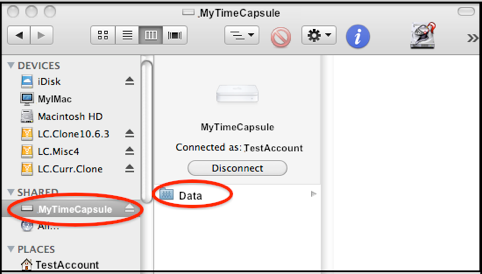 MyTimeCapsule
DEVICES
iDisk
MyIMac
Macintosh HD
LC.Clone10.6.3
LC.Misc4
LC.Curr.Clone
SHARED
MyTimeCapsule
All...
PLACES
TestAccount
MyTimeCapsule
Connected as: TestAccount
Disconnect
Data